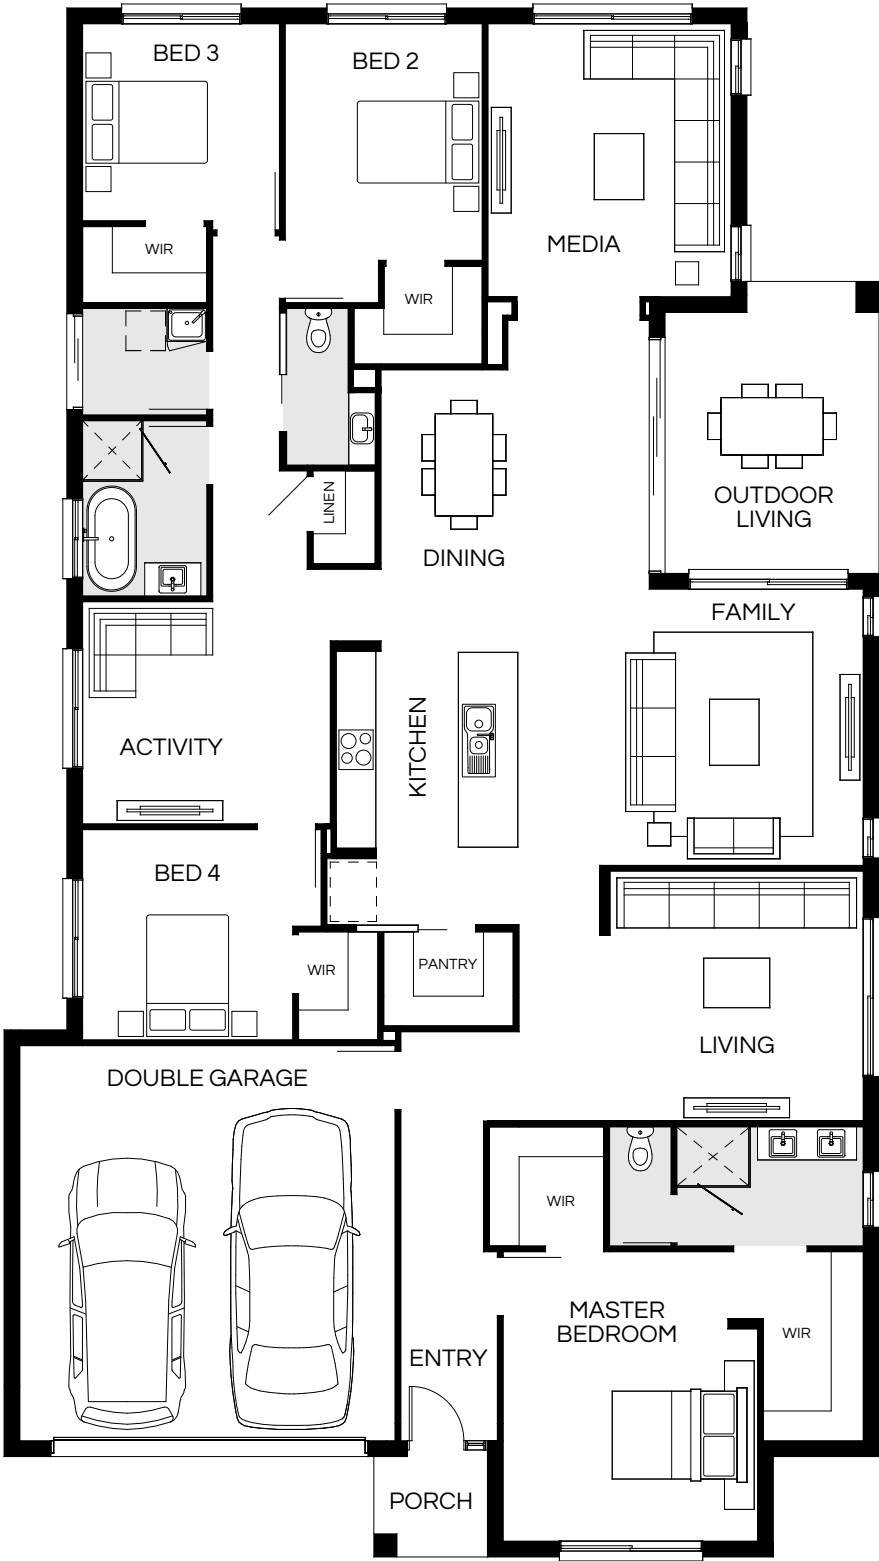 BED 3
BED 2
MEDIA
WIR
WIR
OUTDOOR
LIVING
LINEN
DINING
FAMILY
KITCHEN
ACTIVITY
BED 4
WIR
PANTRY
LIVING
DOUBLE GARAGE
WIR
MASTER
BEDROOM
WIR
ENTRY
PORCH